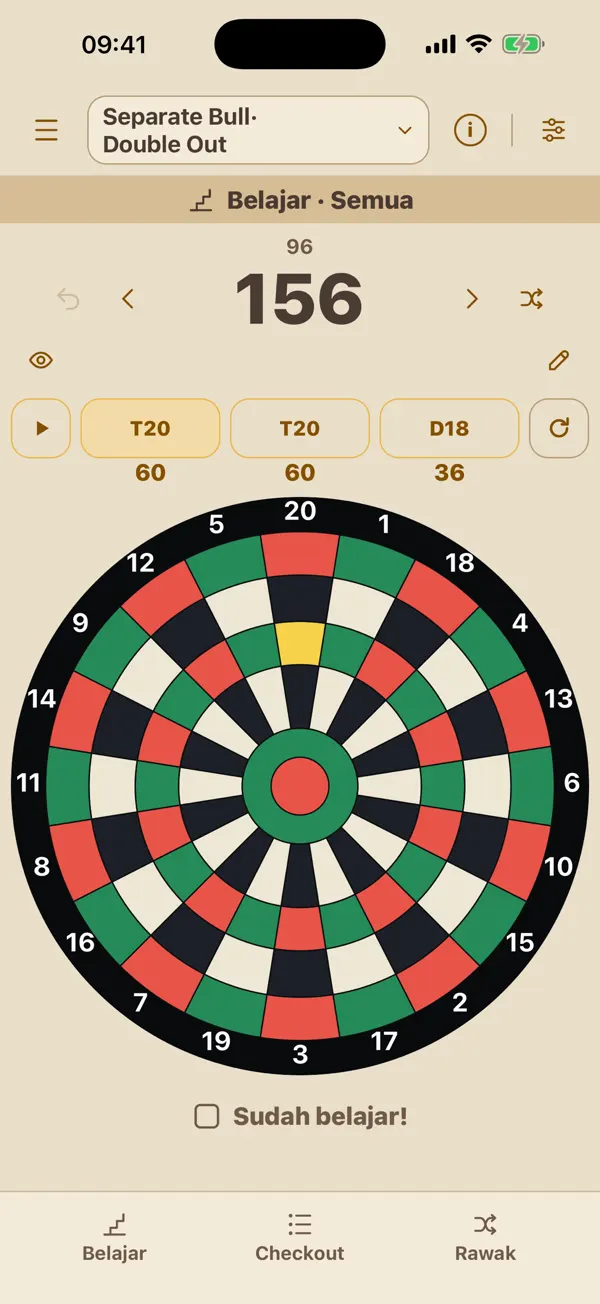 09:41
Separate Bull·
Double Out
Belajar · Semua
96
156
T20 T20 D18
60 60 36
20
5 1
12 18
9 4
14 13
11 6
8 10
16 15
7 2
19 17
3
Sudah belajar!
Belajar Checkout Rawak